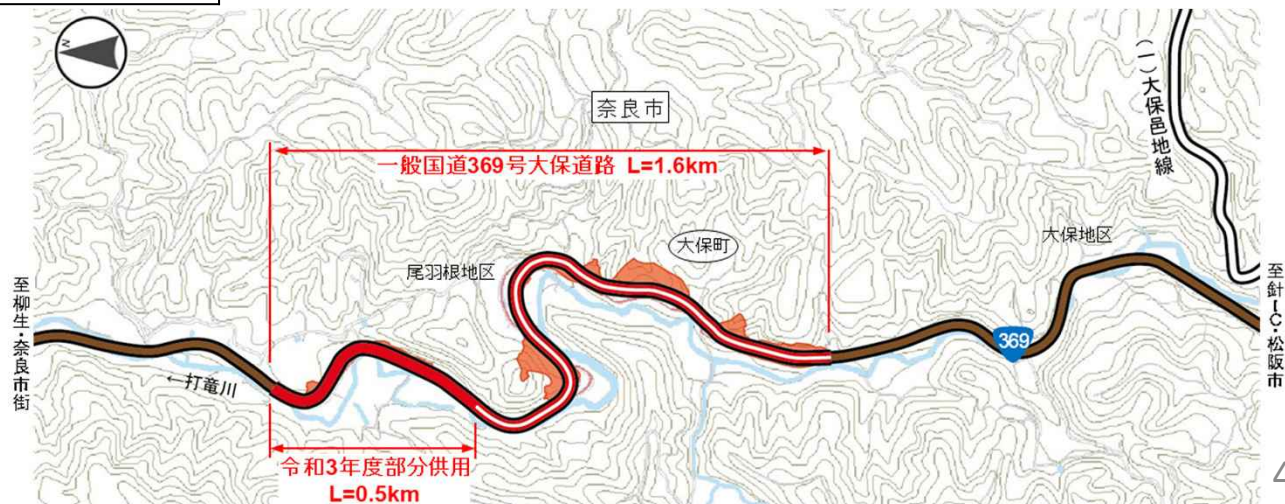 N
奈良市
(一)大保邑地線
一般国道369号大保道路 L=1.6km
大保町
大保地区
尾羽根地区
至柳生・奈良市街
369
至針IC・松阪市
←打竜川
令和3年度部分供用
L=0.5km